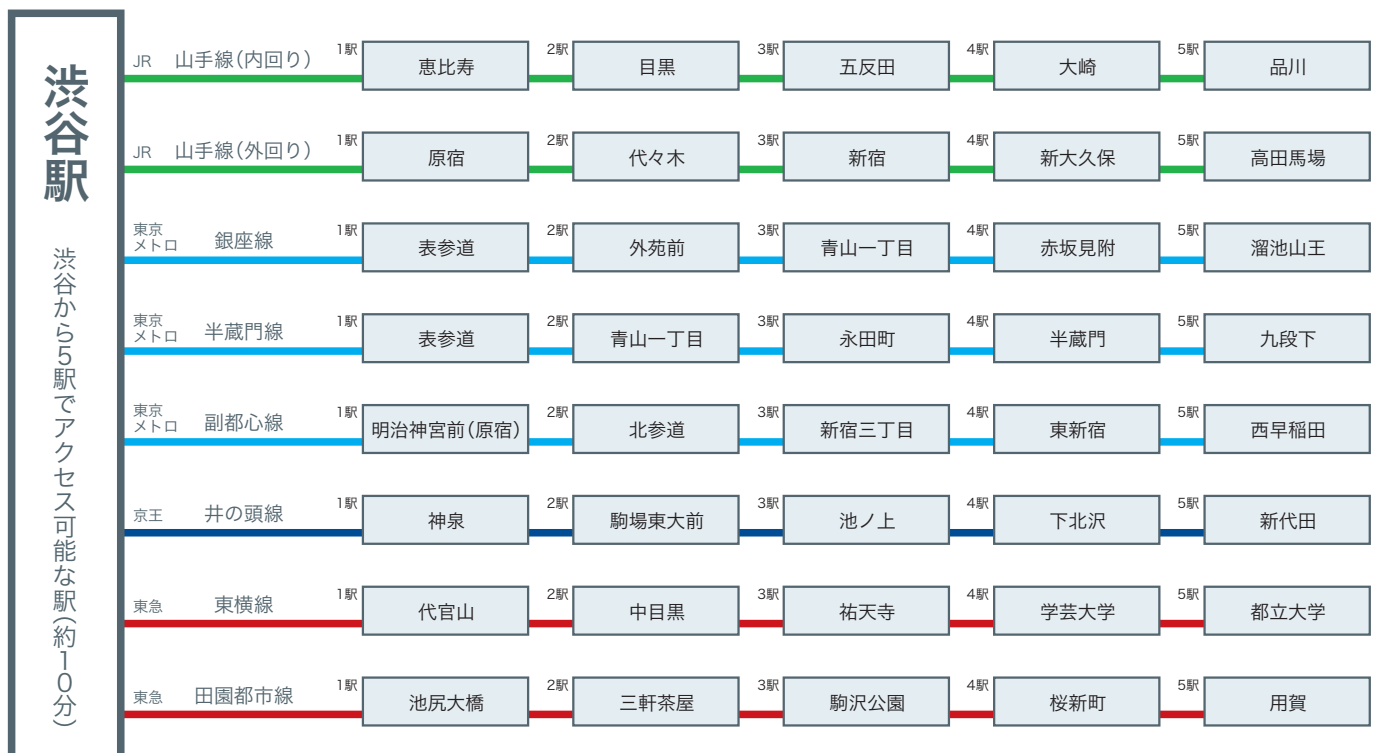 渋谷駅
渋谷から5駅でアクセス可能な駅(約10分)
JR 山手線(内回り) 1駅 恵比寿 2駅 目黒 3駅 五反田 4駅 大崎 5駅 品川
JR 山手線(外回り) 1駅 原宿 2駅 代々木 3駅 新宿 4駅 新大久保 5駅 高田馬場
東京メトロ 銀座線 1駅 表参道 2駅 外苑前 3駅 青山一丁目 4駅 赤坂見附 5駅 溜池山王
東京メトロ 半蔵門線 1駅 表参道 2駅 青山一丁目 3駅 永田町 4駅 半蔵門 5駅 九段下
東京メトロ 副都心線 1駅 明治神宮前(原宿) 2駅 北参道 3駅 新宿三丁目 4駅 東新宿 5駅 西早稲田
京王 井の頭線 1駅 神泉 2駅 駒場東大前 3駅 池ノ上 4駅 下北沢 5駅 新代田
東急 東横線 1駅 代官山 2駅 中目黒 3駅 祐天寺 4駅 学芸大学 5駅 都立大学
東急 田園都市線 1駅 池尻大橋 2駅 三軒茶屋 3駅 駒沢公園 4駅 桜新町 5駅 用賀